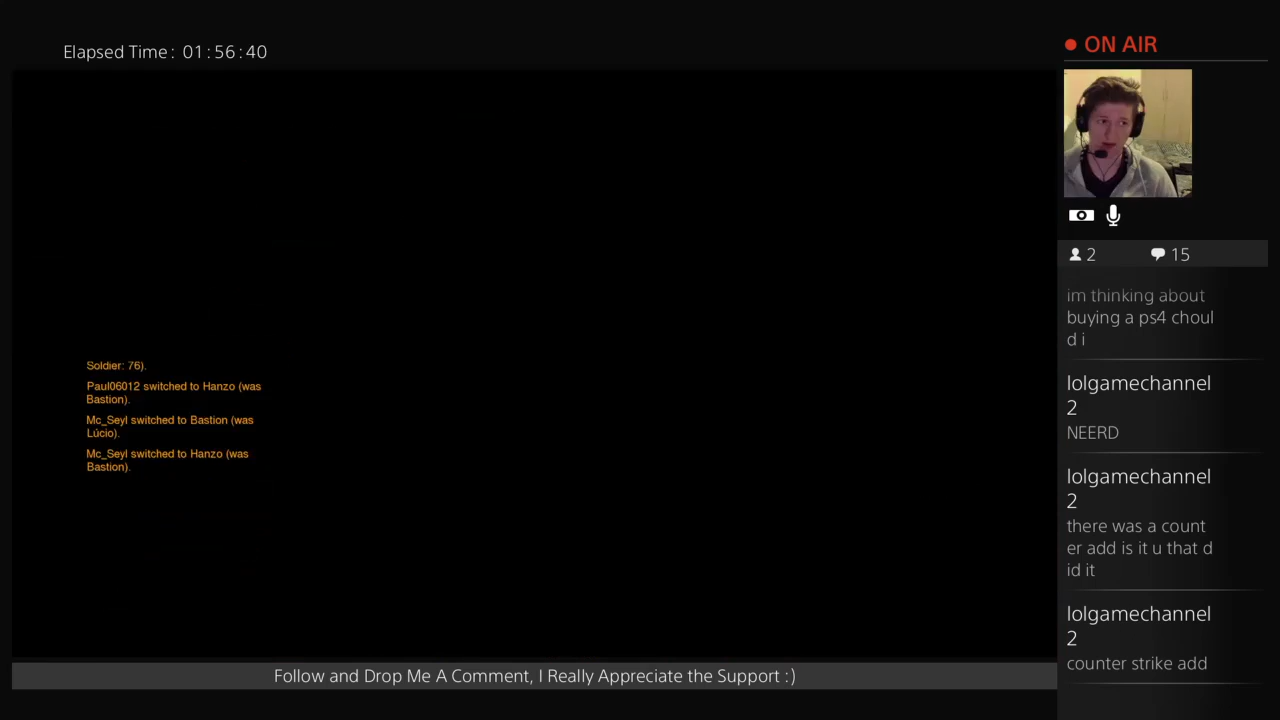 Elapsed Time: 01:56:40
ON AIR
2
15
im thinking about
buying a ps4 choul
d i
lolgamechannel
2
NEERD
lolgamechannel
2
there was a count
er add is it u that d
id it
lolgamechannel
2
counter strike add
Soldier: 76).
Paul06012 switched to Hanzo (was
Bastion).
Mc_Seyl switched to Bastion (was
Lúcio).
Mc_Seyl switched to Hanzo (was
Bastion).
Follow and Drop Me A Comment, I Really Appreciate the Support :)